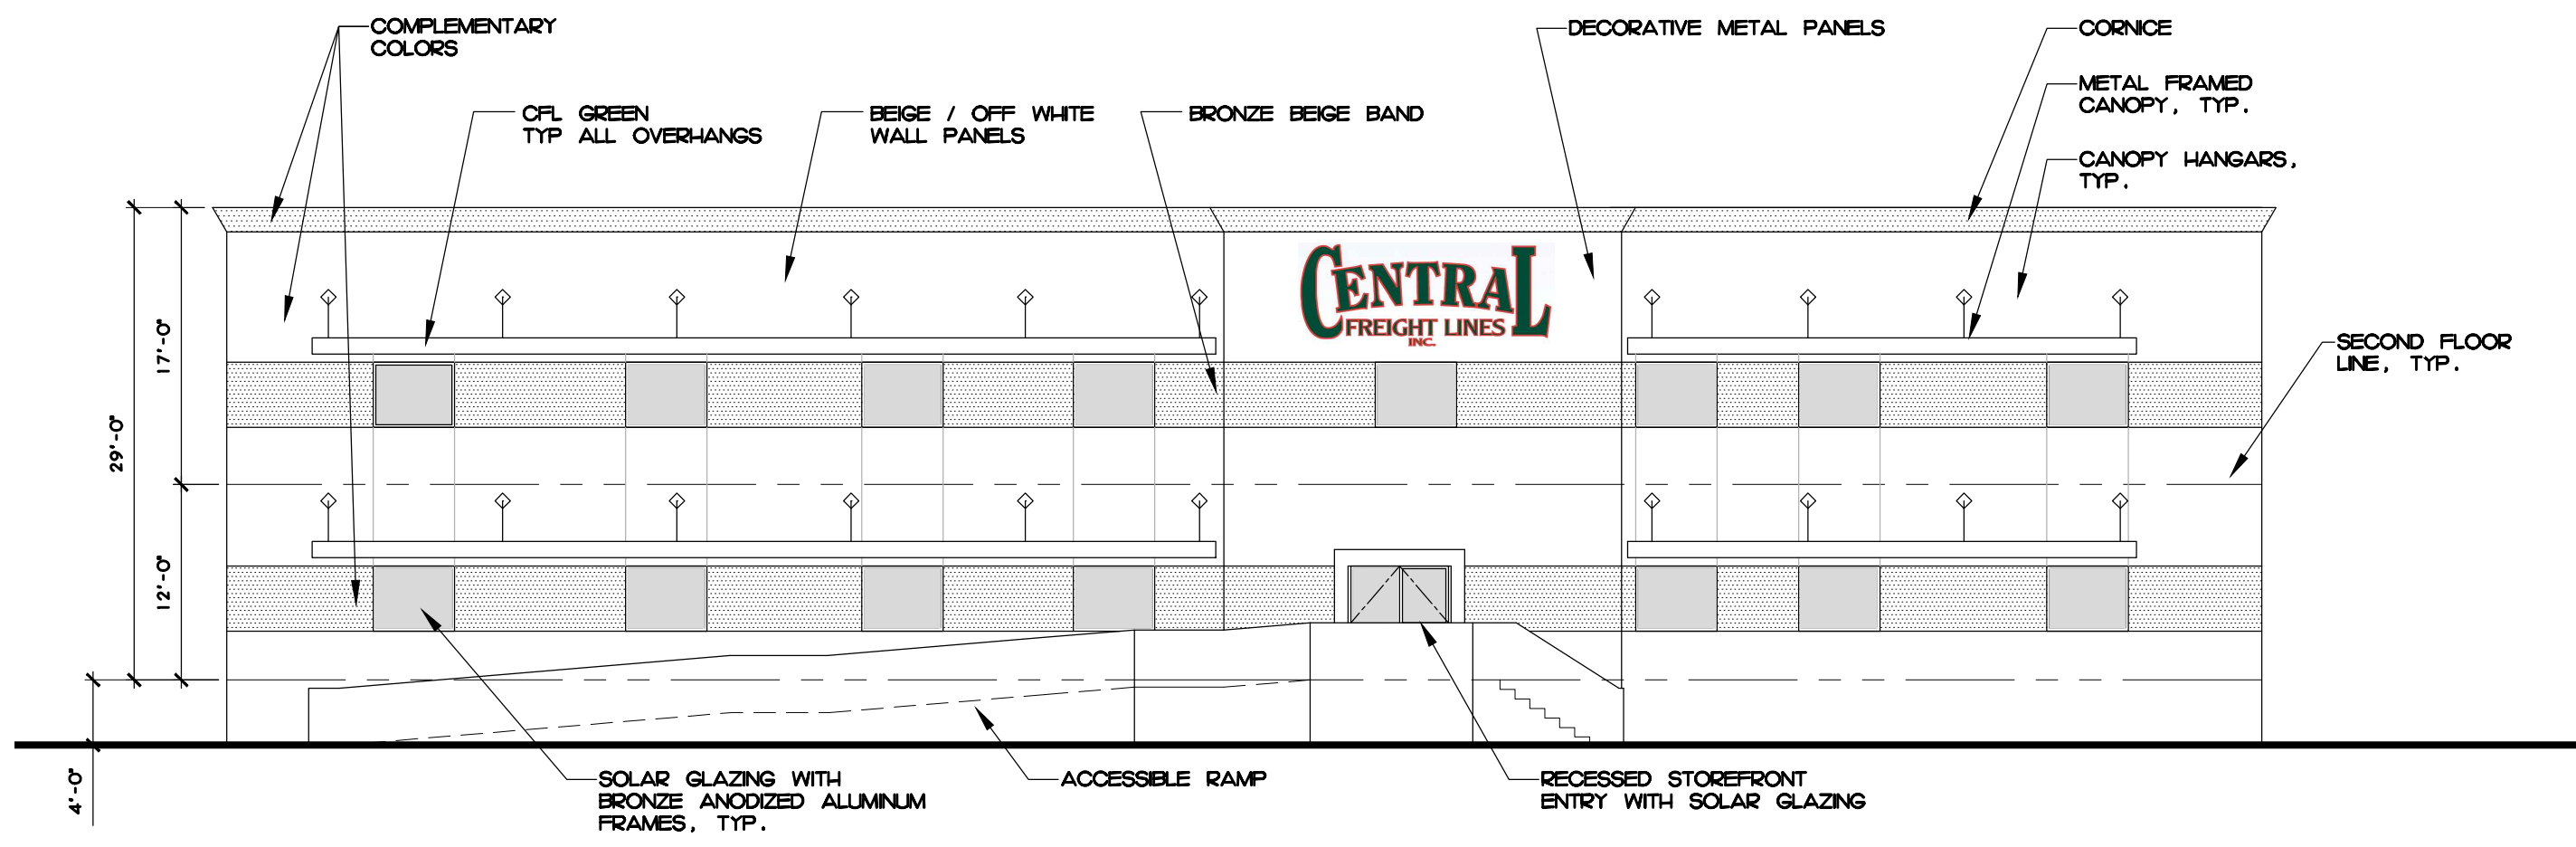 COMPLEMENTARY
COLORS
DECORATIVE METAL PANELS
CORNICE
METAL FRAMED
CANOPY, TYP.
CFL GREEN
TYP ALL OVERHANGS
BEIGE / OFF WHITE
WALL PANELS
BRONZE BEIGE BAND
CANOPY HANGARS,
TYP.
CENTRAL
FREIGHT LINES
INC.
SECOND FLOOR
LINE, TYP.
17'-0"
29'-0"
12'-0"
4'-0"
SOLAR GLAZING WITH
BRONZE ANODIZED ALUMINUM
FRAMES, TYP.
ACCESSIBLE RAMP
RECESSED STOREFRONT
ENTRY WITH SOLAR GLAZING